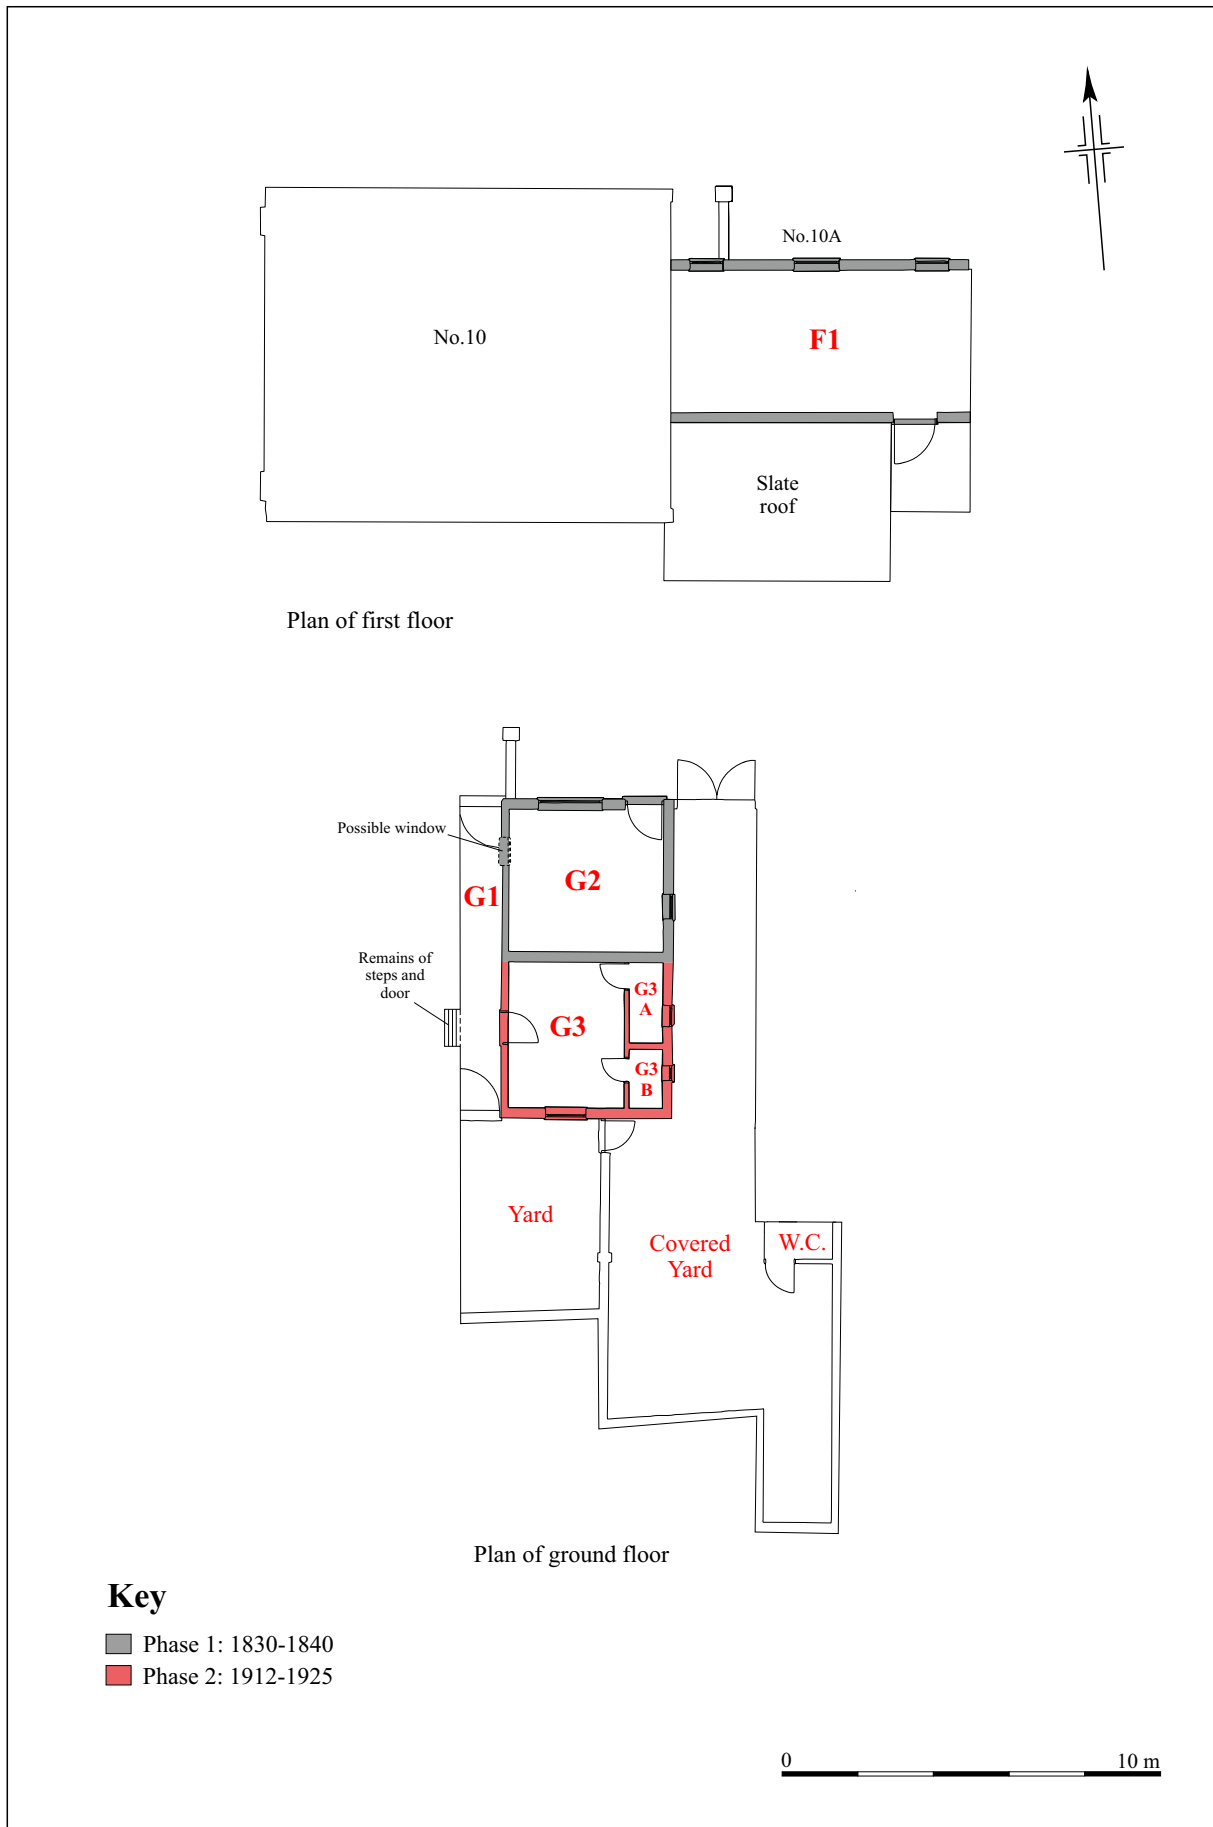 No.10A
No.10
F1
Slate
roof
Plan of first floor
Possible window
G2
G1
Remains of
steps and
door
G3
A
G3
G3
B
Yard
Covered
Yard
W.C.
Plan of ground floor
Key
Phase 1: 1830-1840
Phase 2: 1912-1925
0
10 m